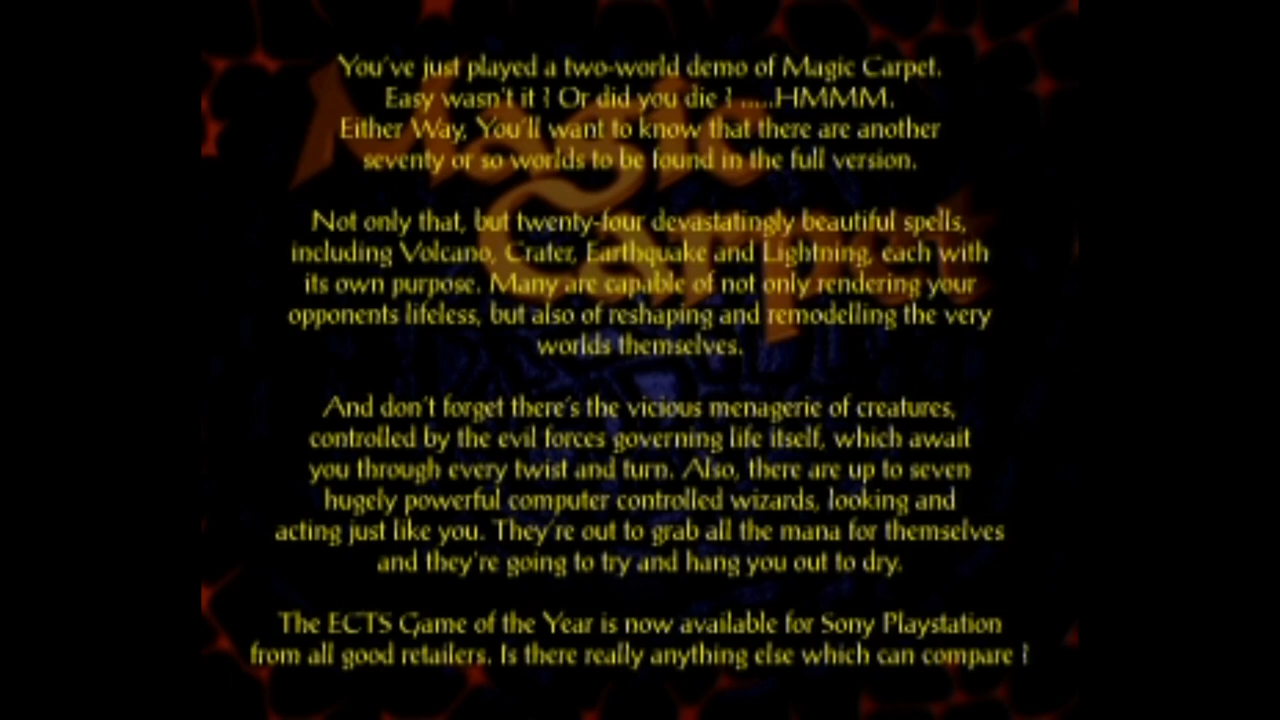 You've just played a two-world demo of Magic Carpet.
Easy wasn't it ? Or did you die ? .....HMMM.
Either Way, You'll want to know that there are another
seventy or so worlds to be found in the full version.
Not only that, but twenty-four devastatingly beautiful spells,
including Volcano, Crater, Earthquake and Lightning, each with
its own purpose. Many are capable of not only rendering your
opponents lifeless, but also of reshaping and remodelling the very
worlds themselves.
And don't forget there's the vicious menagerie of creatures,
controlled by the evil forces governing life itself, which await
you through every twist and turn. Also, there are up to seven
hugely powerful computer controlled wizards, looking and
acting just like you. They're out to grab all the mana for themselves
and they're going to try and hang you out to dry.
The ECTS Game of the Year is now available for Sony Playstation
from all good retailers. Is there really anything else which can compare ?
Magic
Carpet